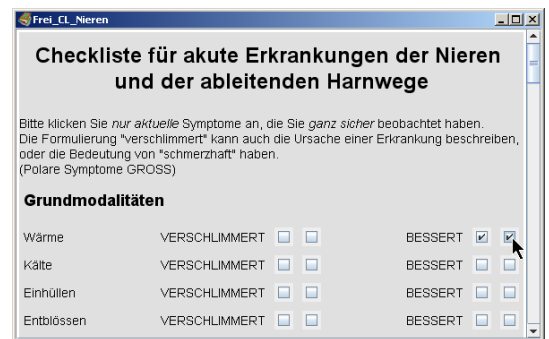 Frei_CL_Nieren
Checkliste für akute Erkrankungen der Nieren
und der ableitenden Harnwege
Bitte klicken Sie nur aktuelle Symptome an, die Sie ganz sicher beobachtet haben.
Die Formulierung "verschlimmert" kann auch die Ursache einer Erkrankung beschreiben,
oder die Bedeutung von "schmerzhaft" haben.
(Polare Symptome GROSS)
Grundmodalitäten
Wärme VERSCHLIMMERT BESSERT
Kälte VERSCHLIMMERT BESSERT
Einhüllen VERSCHLIMMERT BESSERT
Entblössen VERSCHLIMMERT BESSERT